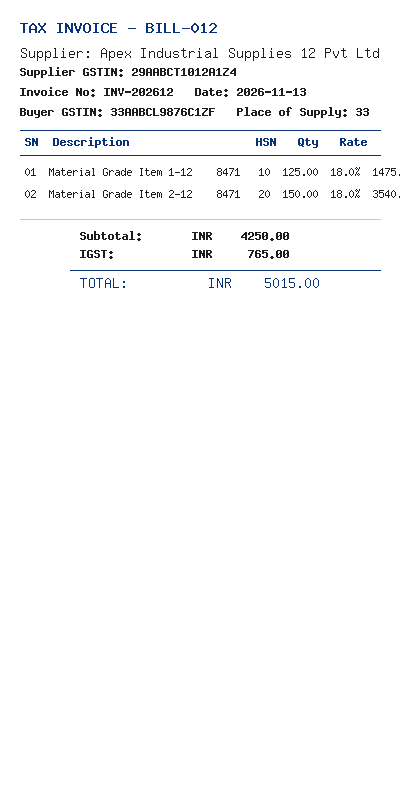 TAX INVOICE - BILL-012
Supplier: Apex Industrial Supplies 12 Pvt Ltd
Supplier GSTIN: 29AABCT1012A1Z4
Invoice No: INV-202612 Date: 2026-11-13
Buyer GSTIN: 33AABCL9876C1ZF Place of Supply: 33
SN Description HSN Qty Rate
01 Material Grade Item 1-12 8471 10 125.00 18.0% 1475.
02 Material Grade Item 2-12 8471 20 150.00 18.0% 3540.
Subtotal: INR 4250.00
IGST: INR 765.00
TOTAL: INR 5015.00